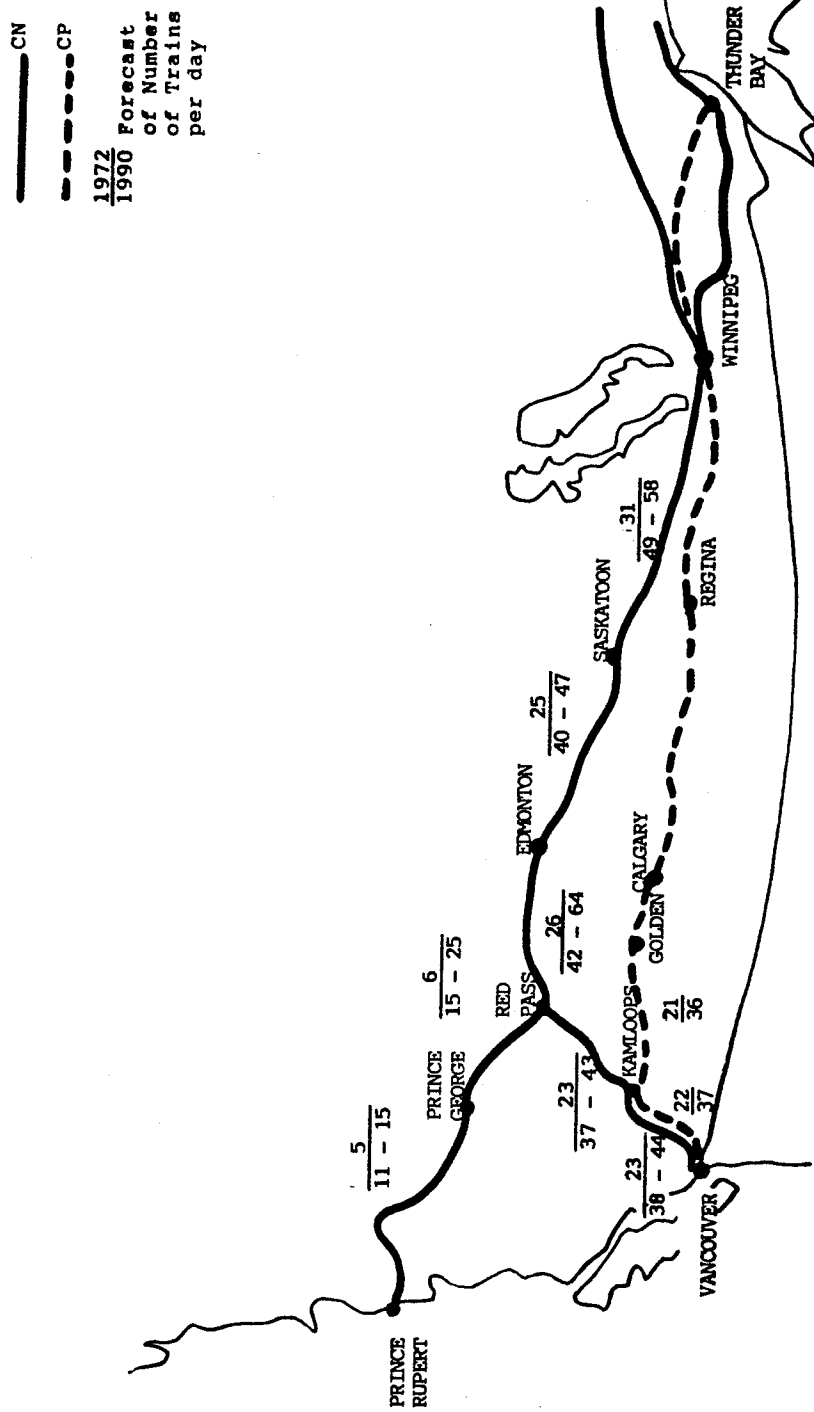 CN
CP
1972
1990 Forecast
of Number
of Trains
per day
PRINCE
RUPERT
5
11 - 15
PRINCE
GEORGE
6
15 - 25
RED
PASS
26
42 - 64
EDMONTON
25
40 - 47
SASKATOON
31
49 - 58
WINNIPEG
THUNDER
BAY
REGINA
CALGARY
GOLDEN
KAMLOOPS
21
36
23
37 - 43
22
37
23
38 - 44
VANCOUVER